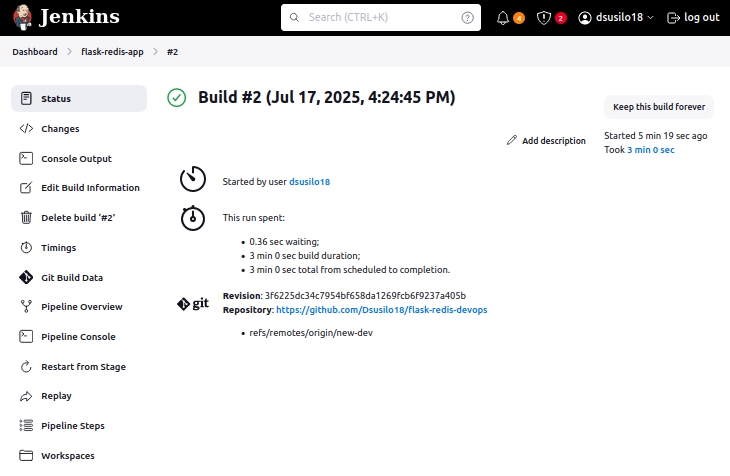 Jenkins
Search (CTRL+K)
?
4
2
dsusilo18
log out
Dashboard
flask-redis-app
#2
Status
Changes
Console Output
Edit Build Information
Delete build ‘#2’
Timings
Git Build Data
Pipeline Overview
Pipeline Console
Restart from Stage
Replay
Pipeline Steps
Workspaces
Build #2 (Jul 17, 2025, 4:24:45 PM)
Keep this build forever
Add description
Started 5 min 19 sec ago
Took 3 min 0 sec
Started by user dsusilo18
This run spent:
• 0.36 sec waiting;
• 3 min 0 sec build duration;
• 3 min 0 sec total from scheduled to completion.
git
Revision: 3f6225dc34c7954bf658da1269fcb6f9237a405b
Repository: https://github.com/Dsusilo18/flask-redis-devops
• refs/remotes/origin/new-dev